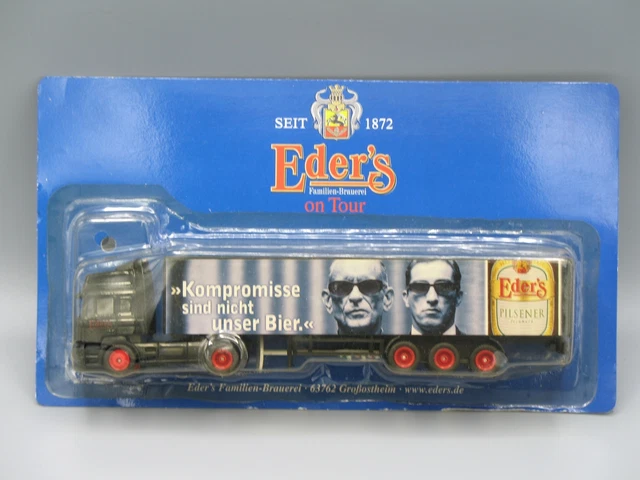 SEIT 1872
Eder's
Familien-Brauerei
on Tour
»Kompromisse
sind nicht
unser Bier.«
Eder's
PILSENER
Eder's Familien-Brauerei · 63762 Großostheim · www.eders.de